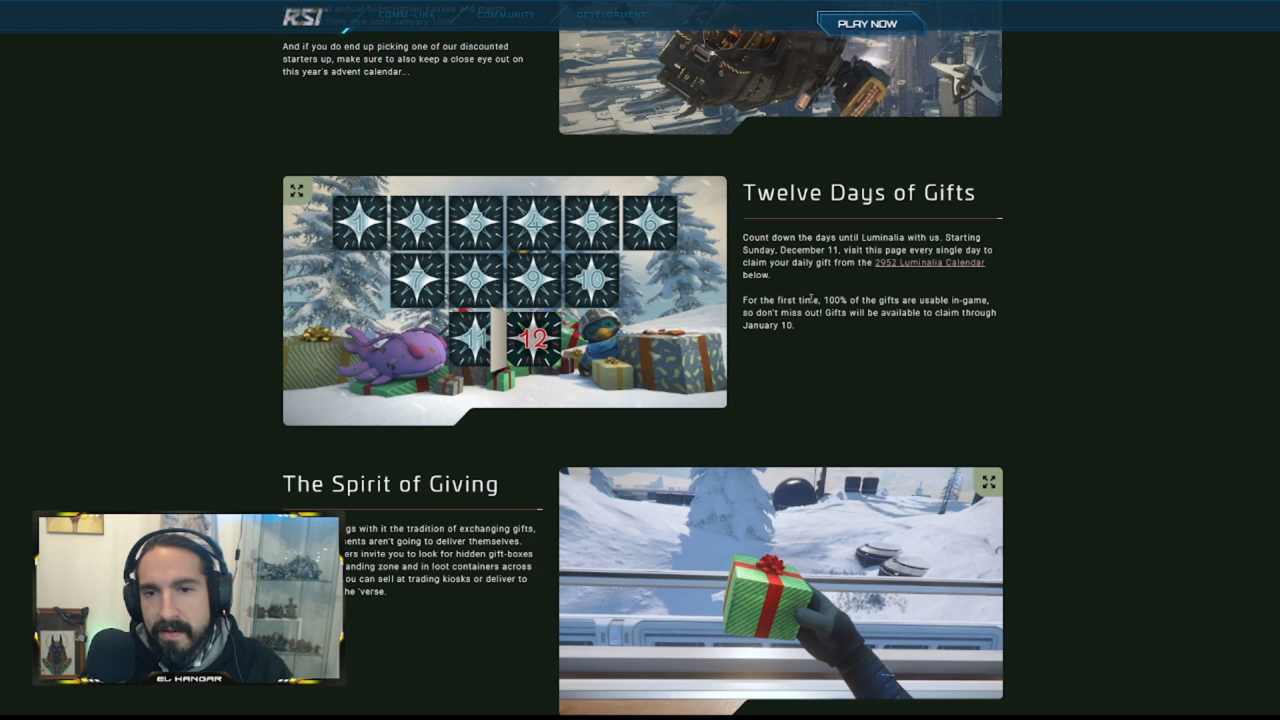 RSI COMM-LINK COMMUNITY DEVELOPMENT PLAY NOW
And if you do end up picking one of our discounted
starters up, make sure to also keep a close eye out on
this year's advent calendar...
1 2 3 4 5 6
7 8 9 10
11 12
Twelve Days of Gifts
Count down the days until Luminalia with us. Starting
Sunday, December 11, visit this page every single day to
claim your daily gift from the 2952 Luminalia Calendar
below.
For the first time, 100% of the gifts are usable in-game,
so don't miss out! Gifts will be available to claim through
January 10.
The Spirit of Giving
gs with it the tradition of exchanging gifts,
ents aren't going to deliver themselves.
ers invite you to look for hidden gift-boxes
anding zone and in loot containers across
ou can sell at trading kiosks or deliver to
he 'verse.
EL HANGAR